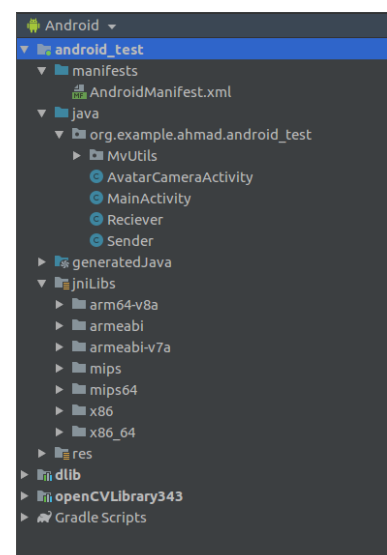 Android
android_test
manifests
AndroidManifest.xml
java
org.example.ahmad.android_test
MvUtils
AvatarCameraActivity
MainActivity
Reciever
Sender
generatedJava
jniLibs
arm64-v8a
armeabi
armeabi-v7a
mips
mips64
x86
x86_64
res
dlib
openCVLibrary343
Gradle Scripts